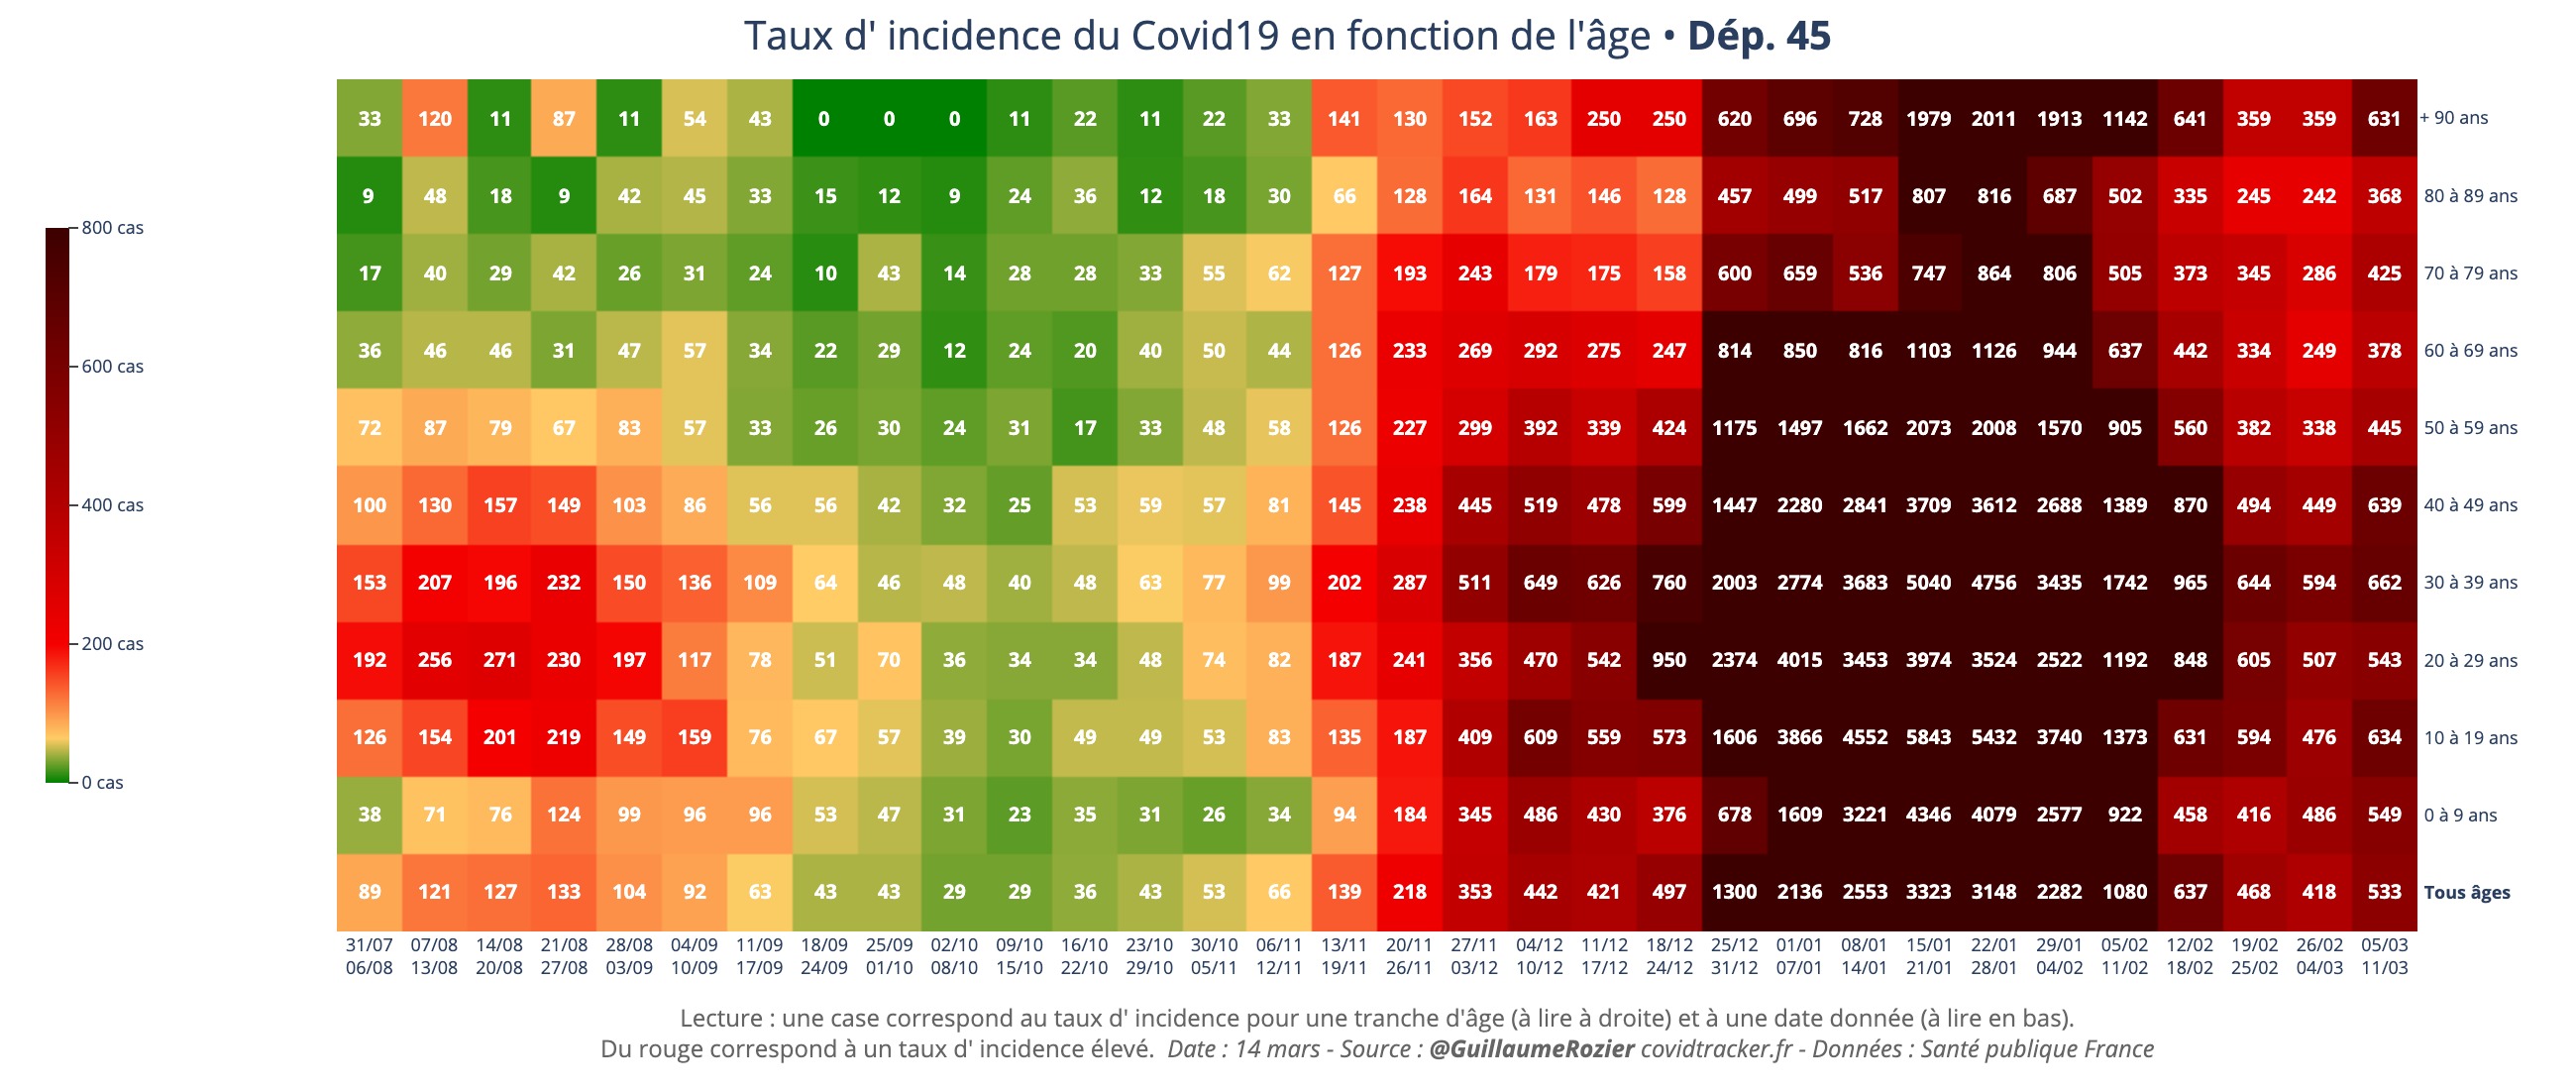 Taux d' incidence du Covid19 en fonction de l'âge • Dép. 45
33 120 11 87 11 54 43 0 0 0 11 22 11 22 33 141 130 152 163 250 250 620 696 728 1979 2011 1913 1142 641 359 359 631 + 90 ans
9 48 18 9 42 45 33 15 12 9 24 36 12 18 30 66 128 164 131 146 128 457 499 517 807 816 687 502 335 245 242 368 80 à 89 ans
800 cas
17 40 29 42 26 31 24 10 43 14 28 28 33 55 62 127 193 243 179 175 158 600 659 536 747 864 806 505 373 345 286 425 70 à 79 ans
36 46 46 31 47 57 34 22 29 12 24 20 40 50 44 126 233 269 292 275 247 814 850 816 1103 1126 944 637 442 334 249 378 60 à 69 ans
600 cas
72 87 79 67 83 57 33 26 30 24 31 17 33 48 58 126 227 299 392 339 424 1175 1497 1662 2073 2008 1570 905 560 382 338 445 50 à 59 ans
400 cas
100 130 157 149 103 86 56 56 42 32 25 53 59 57 81 145 238 445 519 478 599 1447 2280 2841 3709 3612 2688 1389 870 494 449 639 40 à 49 ans
153 207 196 232 150 136 109 64 46 48 40 48 63 77 99 202 287 511 649 626 760 2003 2774 3683 5040 4756 3435 1742 965 644 594 662 30 à 39 ans
200 cas
192 256 271 230 197 117 78 51 70 36 34 34 48 74 82 187 241 356 470 542 950 2374 4015 3453 3974 3524 2522 1192 848 605 507 543 20 à 29 ans
126 154 201 219 149 159 76 67 57 39 30 49 49 53 83 135 187 409 609 559 573 1606 3866 4552 5843 5432 3740 1373 631 594 476 634 10 à 19 ans
0 cas
38 71 76 124 99 96 96 53 47 31 23 35 31 26 34 94 184 345 486 430 376 678 1609 3221 4346 4079 2577 922 458 416 486 549 0 à 9 ans
89 121 127 133 104 92 63 43 43 29 29 36 43 53 66 139 218 353 442 421 497 1300 2136 2553 3323 3148 2282 1080 637 468 418 533 Tous âges
31/07 07/08 14/08 21/08 28/08 04/09 11/09 18/09 25/09 02/10 09/10 16/10 23/10 30/10 06/11 13/11 20/11 27/11 04/12 11/12 18/12 25/12 01/01 08/01 15/01 22/01 29/01 05/02 12/02 19/02 26/02 05/03
06/08 13/08 20/08 27/08 03/09 10/09 17/09 24/09 01/10 08/10 15/10 22/10 29/10 05/11 12/11 19/11 26/11 03/12 10/12 17/12 24/12 31/12 07/01 14/01 21/01 28/01 04/02 11/02 18/02 25/02 04/03 11/03
Lecture : une case correspond au taux d' incidence pour une tranche d'âge (à lire à droite) et à une date donnée (à lire en bas).
Du rouge correspond à un taux d' incidence élevé. Date : 14 mars - Source : @GuillaumeRozier covidtracker.fr - Données : Santé publique France